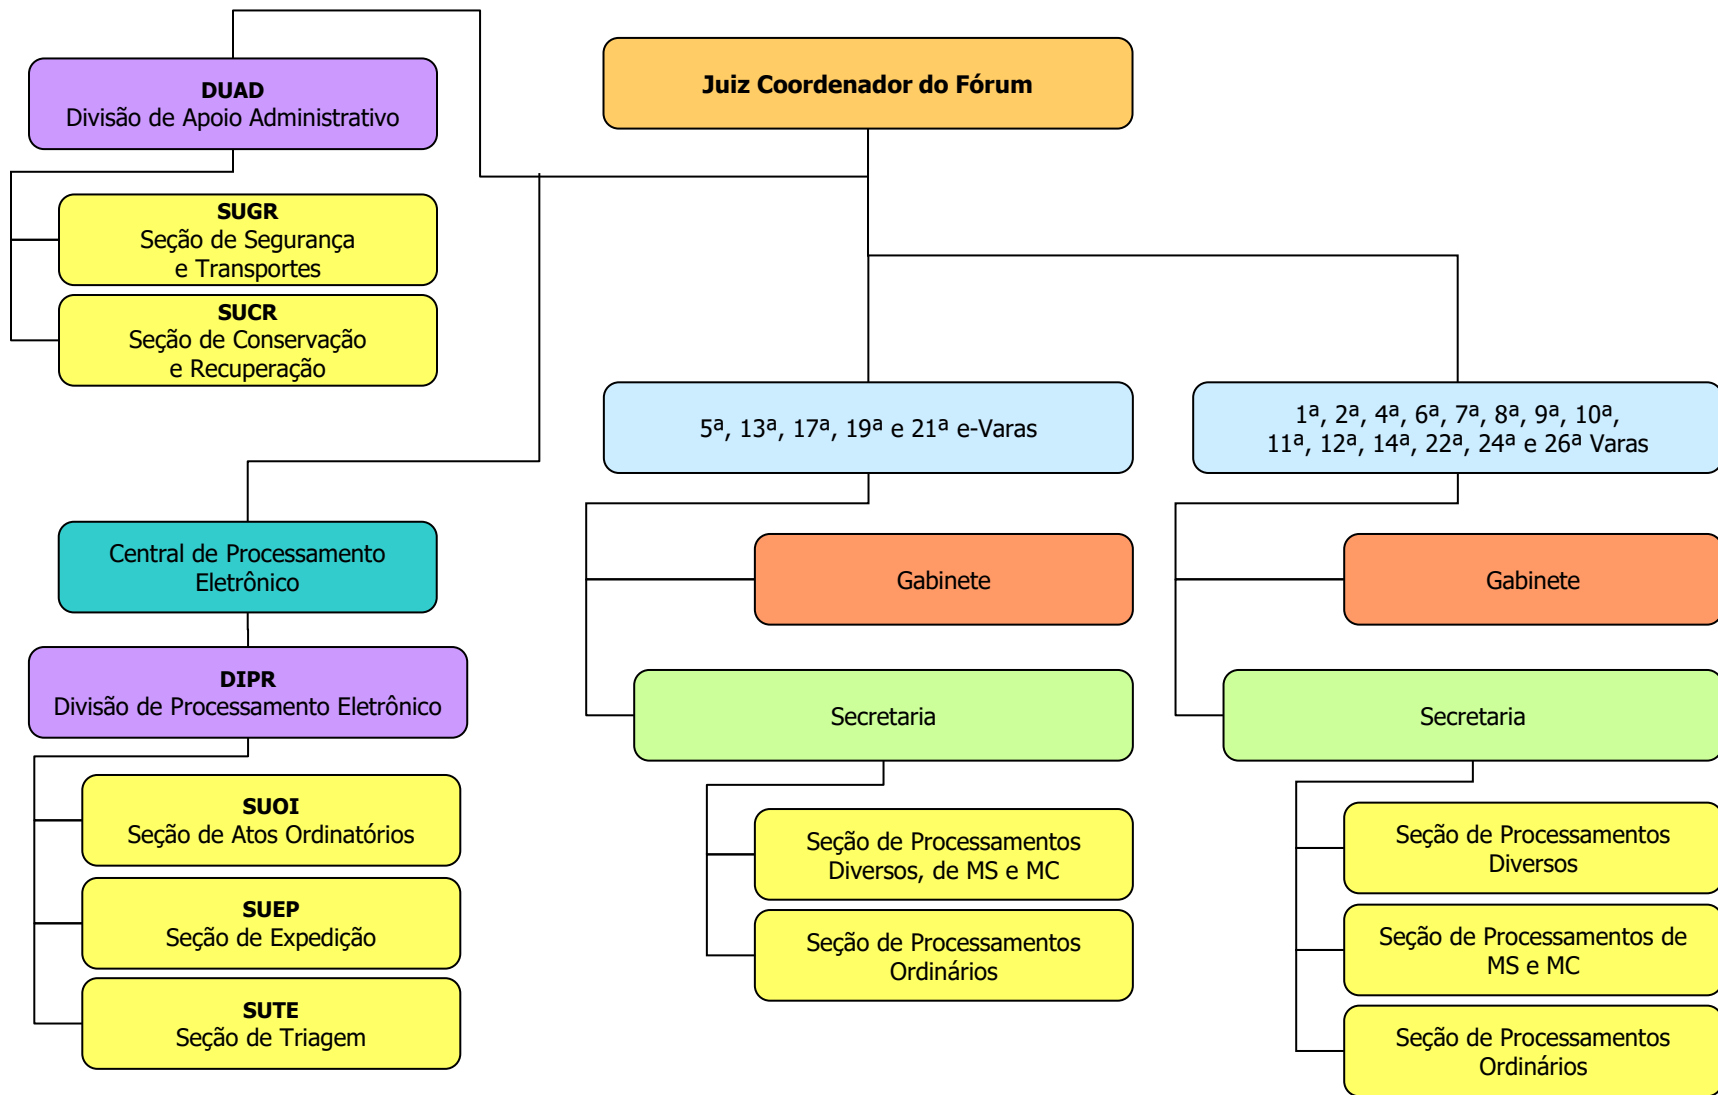 DUAD
Divisão de Apoio Administrativo
Juiz Coordenador do Fórum
SUGR
Seção de Segurança
e Transportes
SUCR
Seção de Conservação
e Recuperação
5ª, 13ª, 17ª, 19ª e 21ª e-Varas
1ª, 2ª, 4ª, 6ª, 7ª, 8ª, 9ª, 10ª,
11ª, 12ª, 14ª, 22ª, 24ª e 26ª Varas
Central de Processamento
Eletrônico
Gabinete
Gabinete
DIPR
Divisão de Processamento Eletrônico
Secretaria
Secretaria
SUOI
Seção de Atos Ordinatórios
SUEP
Seção de Expedição
SUTE
Seção de Triagem
Seção de Processamentos
Diversos, de MS e MC
Seção de Processamentos
Ordinários
Seção de Processamentos
Diversos
Seção de Processamentos de
MS e MC
Seção de Processamentos
Ordinários